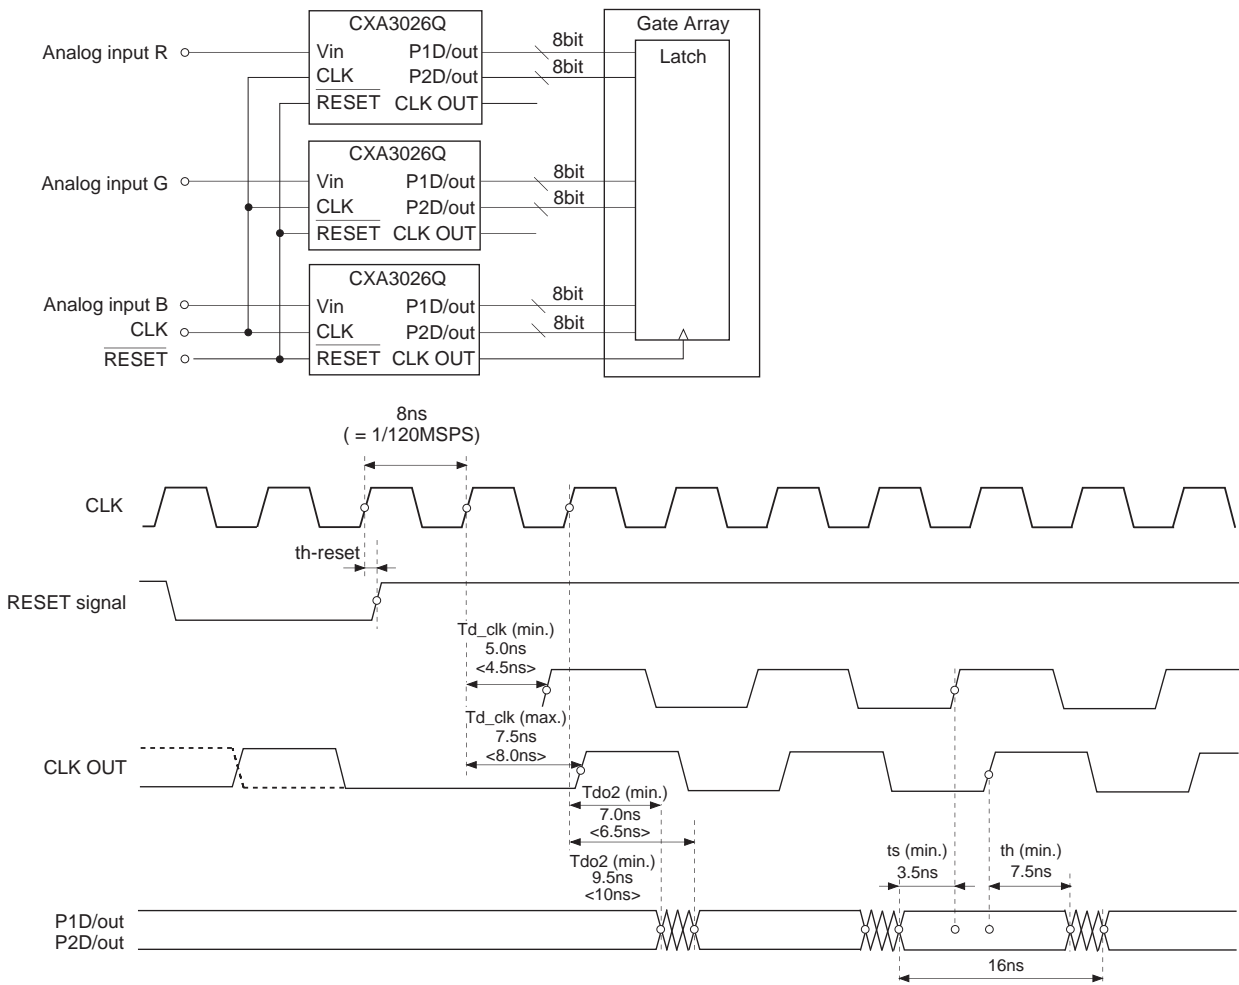 CXA3026Q
Analog input R
Vin
P1D/out
8bit
CLK
P2D/out
8bit
RESET
CLK OUT
Gate Array
Latch
CXA3026Q
Analog input G
Vin
P1D/out
8bit
CLK
P2D/out
8bit
RESET
CLK OUT
CXA3026Q
Analog input B
Vin
P1D/out
8bit
CLK
CLK
P2D/out
8bit
RESET
RESET
CLK OUT
8ns
( = 1/120MSPS)
CLK
th-reset
RESET signal
Td_clk (min.)
5.0ns
<4.5ns>
Td_clk (max.)
7.5ns
<8.0ns>
CLK OUT
Tdo2 (min.)
7.0ns
<6.5ns>
Tdo2 (min.)
9.5ns
<10ns>
ts (min.)
3.5ns
th (min.)
7.5ns
P1D/out
P2D/out
16ns